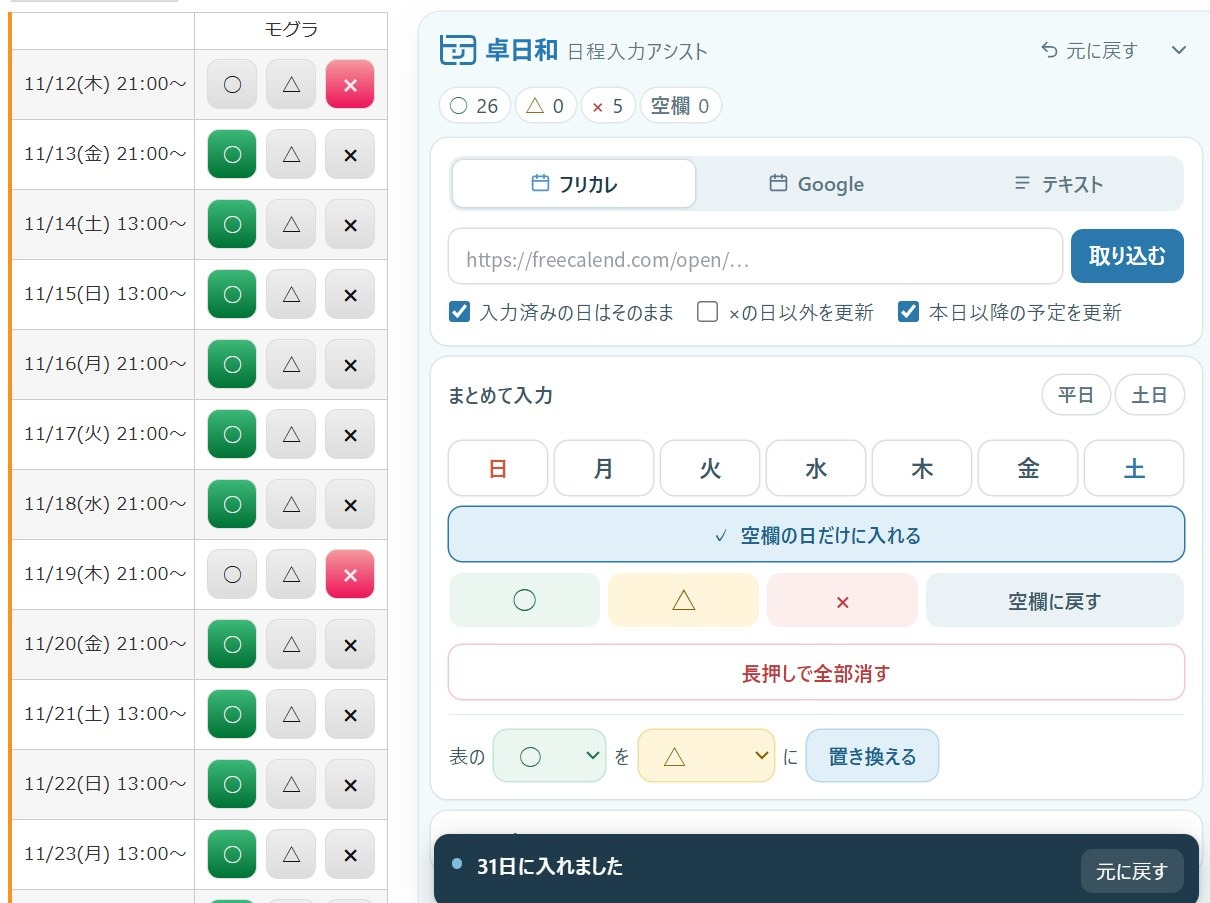 モグラ
11/12(木) 21:00～ ○ △ ×
11/13(金) 21:00～ ○ △ ×
11/14(土) 13:00～ ○ △ ×
11/15(日) 13:00～ ○ △ ×
11/16(月) 21:00～ ○ △ ×
11/17(火) 21:00～ ○ △ ×
11/18(水) 21:00～ ○ △ ×
11/19(木) 21:00～ ○ △ ×
11/20(金) 21:00～ ○ △ ×
11/21(土) 13:00～ ○ △ ×
11/22(日) 13:00～ ○ △ ×
11/23(月) 13:00～ ○ △ ×
卓日和 日程入力アシスト 元に戻す
○ 26 △ 0 × 5 空欄 0
フリカレ Google テキスト
https://freecalend.com/open/… 取り込む
入力済みの日はそのまま ×の日以外を更新 本日以降の予定を更新
まとめて入力 平日 土日
日 月 火 水 木 金 土
✓ 空欄の日だけに入れる
○ △ × 空欄に戻す
長押しで全部消す
表の ○ を △ に 置き換える
31日に入れました 元に戻す